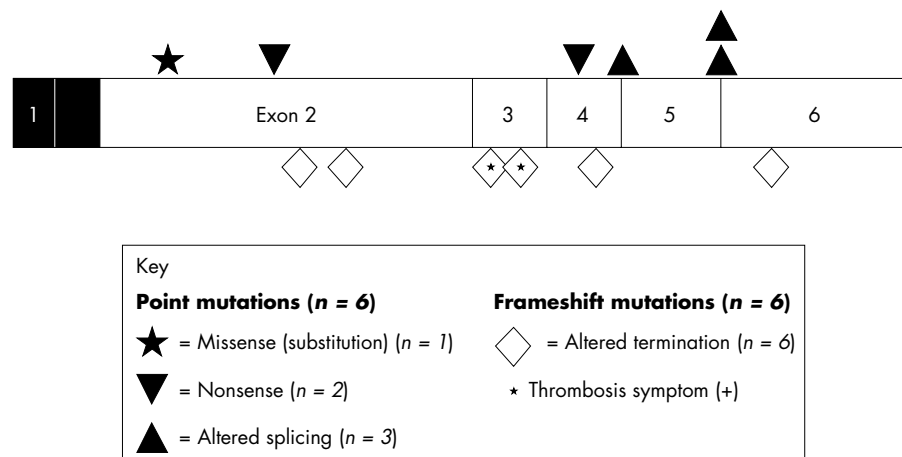 1 Exon 2 3 4 5 6
Key
Point mutations (n = 6) Frameshift mutations (n = 6)
= Missense (substitution) (n = 1) = Altered termination (n = 6)
= Nonsense (n = 2) Thrombosis symptom (+)
= Altered splicing (n = 3)